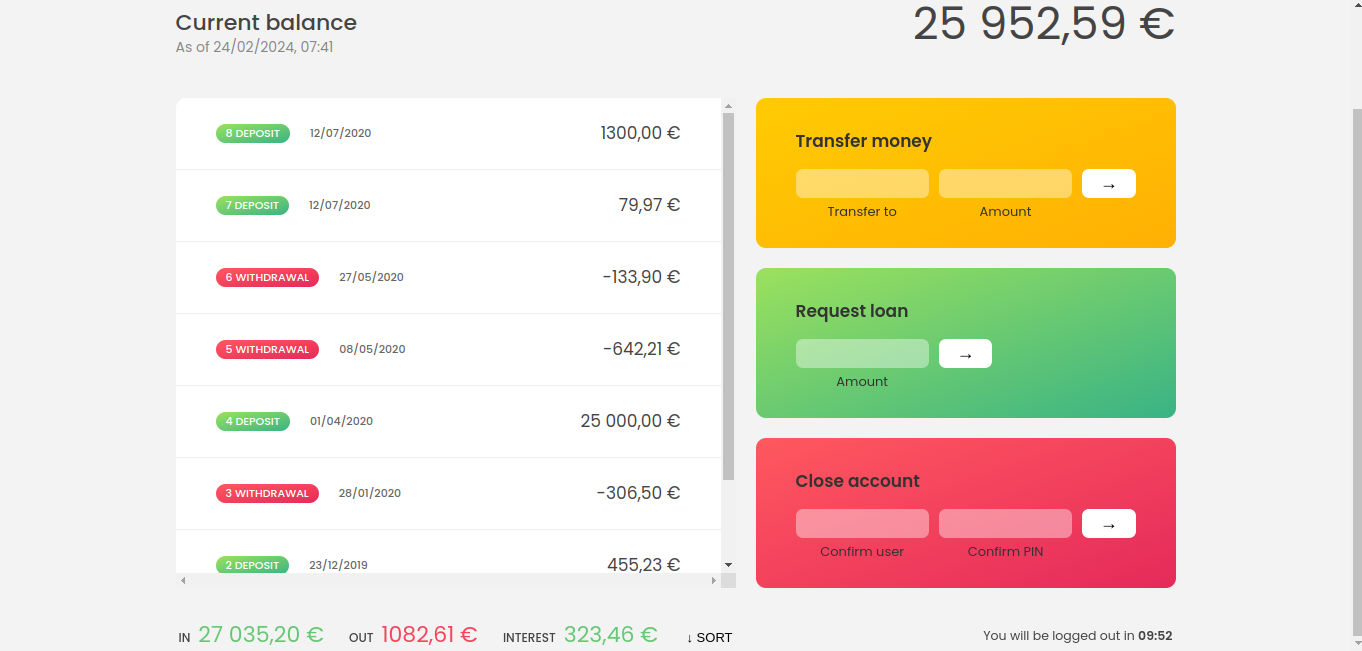 Current balance
As of 24/02/2024, 07:41
25 952,59 €
8 DEPOSIT 12/07/2020 1300,00 €
7 DEPOSIT 12/07/2020 79,97 €
6 WITHDRAWAL 27/05/2020 -133,90 €
5 WITHDRAWAL 08/05/2020 -642,21 €
4 DEPOSIT 01/04/2020 25 000,00 €
3 WITHDRAWAL 28/01/2020 -306,50 €
2 DEPOSIT 23/12/2019 455,23 €
Transfer money
→
Transfer to Amount
Request loan
→
Amount
Close account
→
Confirm user Confirm PIN
IN 27 035,20 € OUT 1082,61 € INTEREST 323,46 € ↓ SORT
You will be logged out in 09:52